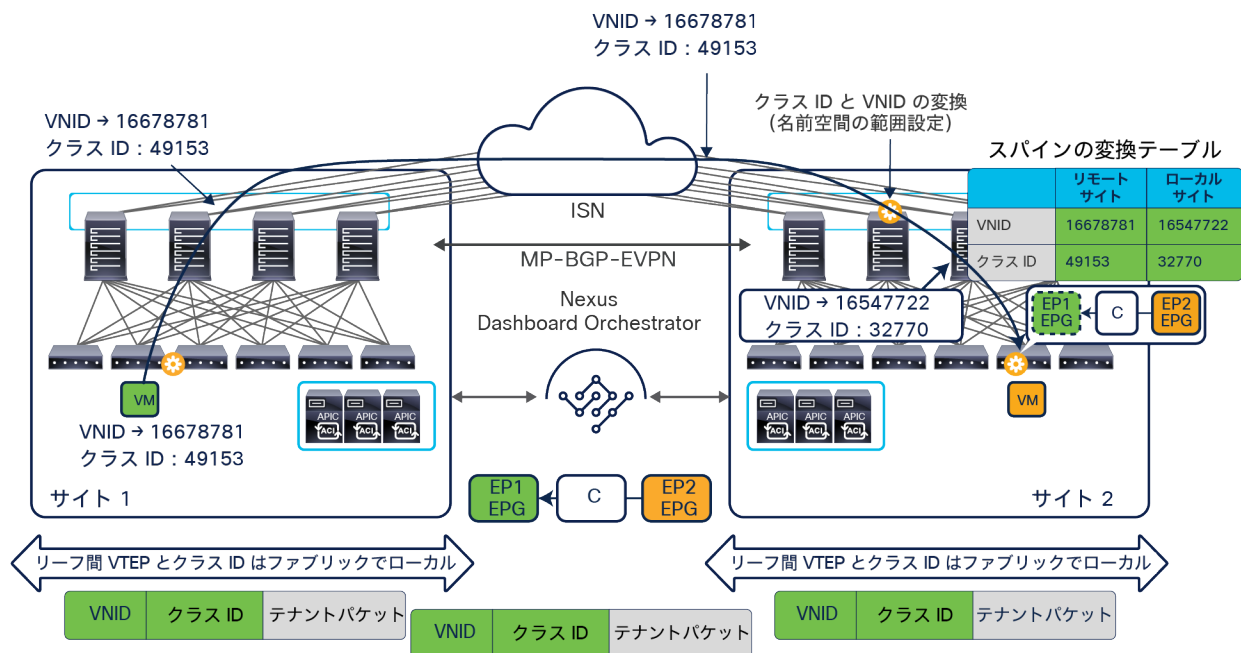 VNID → 16678781
クラス ID：49153
VNID → 16678781
クラス ID：49153
クラス ID と VNID の変換
（名前空間の範囲設定）
スパインの変換テーブル
リモート
サイト
ローカル
サイト
VNID
16678781
16547722
クラス ID
49153
32770
ISN
MP-BGP-EVPN
Nexus
Dashboard Orchestrator
VNID → 16547722
クラス ID：32770
EP1
EPG
C
EP2
EPG
VM
VNID → 16678781
クラス ID：49153
APIC
ACI
APIC
ACI
APIC
ACI
サイト 1
APIC
ACI
APIC
ACI
APIC
ACI
VM
サイト 2
EP1
EPG
C
EP2
EPG
リーフ間 VTEP とクラス ID はファブリックでローカル
リーフ間 VTEP とクラス ID はファブリックでローカル
VNID
クラス ID
テナントパケット
VNID
クラス ID
テナントパケット
VNID
クラス ID
テナントパケット